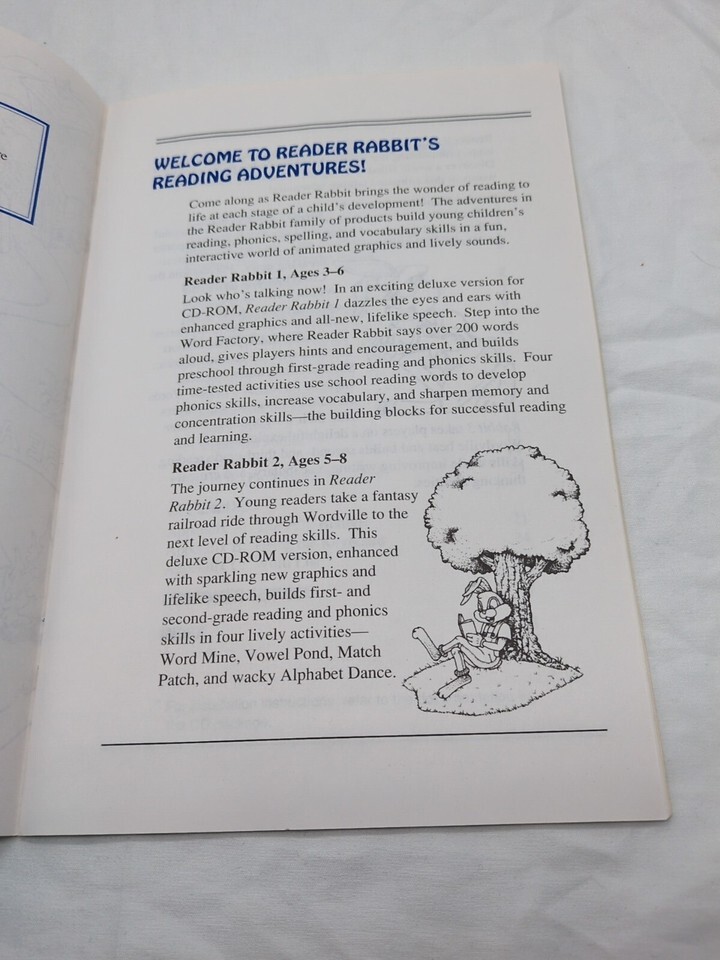 WELCOME TO READER RABBIT'S
READING ADVENTURES!
Come along as Reader Rabbit brings the wonder of reading to
life at each stage of a child's development! The adventures in
the Reader Rabbit family of products build young children's
reading, phonics, spelling, and vocabulary skills in a fun,
interactive world of animated graphics and lively sounds.
Reader Rabbit 1, Ages 3–6
Look who's talking now! In an exciting deluxe version for
CD-ROM, Reader Rabbit 1 dazzles the eyes and ears with
enhanced graphics and all-new, lifelike speech. Step into the
Word Factory, where Reader Rabbit says over 200 words
aloud, gives players hints and encouragement, and builds
preschool through first-grade reading and phonics skills. Four
time-tested activities use school reading words to develop
phonics skills, increase vocabulary, and sharpen memory and
concentration skills—the building blocks for successful reading
and learning.
Reader Rabbit 2, Ages 5–8
The journey continues in Reader
Rabbit 2. Young readers take a fantasy
railroad ride through Wordville to the
next level of reading skills. This
deluxe CD-ROM version, enhanced
with sparkling new graphics and
lifelike speech, builds first- and
second-grade reading and phonics
skills in four lively activities—
Word Mine, Vowel Pond, Match
Patch, and wacky Alphabet Dance.